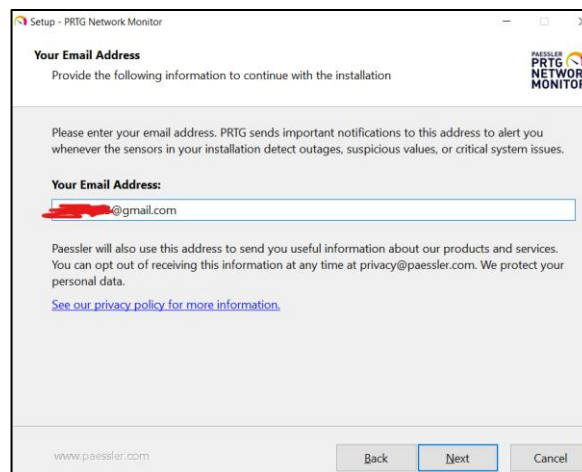 Setup - PRTG Network Monitor
Your Email Address
Provide the following information to continue with the installation
PAESSLER
PRTG
NETWOR
MONITOR
Please enter your email address. PRTG sends important notifications to this address to alert you
whenever the sensors in your installation detect outages, suspicious values, or critical system issues.
Your Email Address:
@gmail.com
Paessler will also use this address to send you useful information about our products and services.
You can opt out of receiving this information at any time at privacy@paessler.com. We protect your
personal data.
See our privacy policy for more information.
www.paessler.com
Back
Next
Cancel